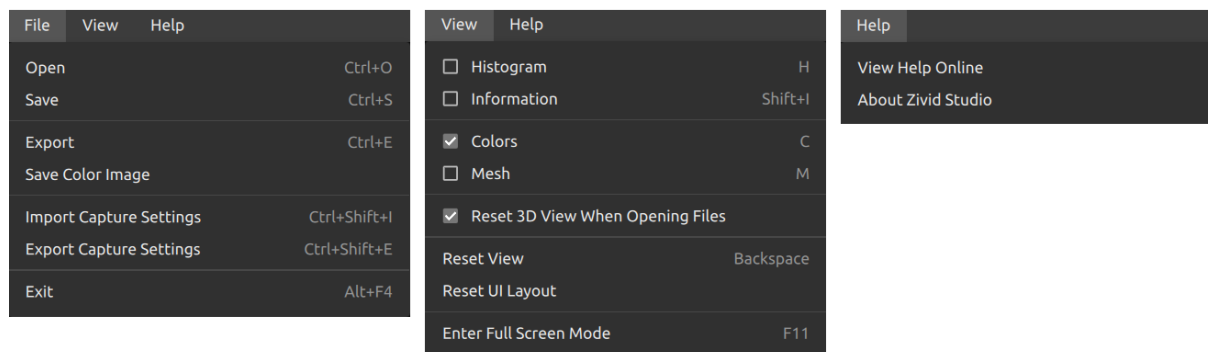 File View Help
Open Ctrl+O
Save Ctrl+S
Export Ctrl+E
Save Color Image
Import Capture Settings Ctrl+Shift+I
Export Capture Settings Ctrl+Shift+E
Exit Alt+F4
View Help
Histogram H
Information Shift+I
Colors C
Mesh M
Reset 3D View When Opening Files
Reset View Backspace
Reset UI Layout
Enter Full Screen Mode F11
Help
View Help Online
About Zivid Studio